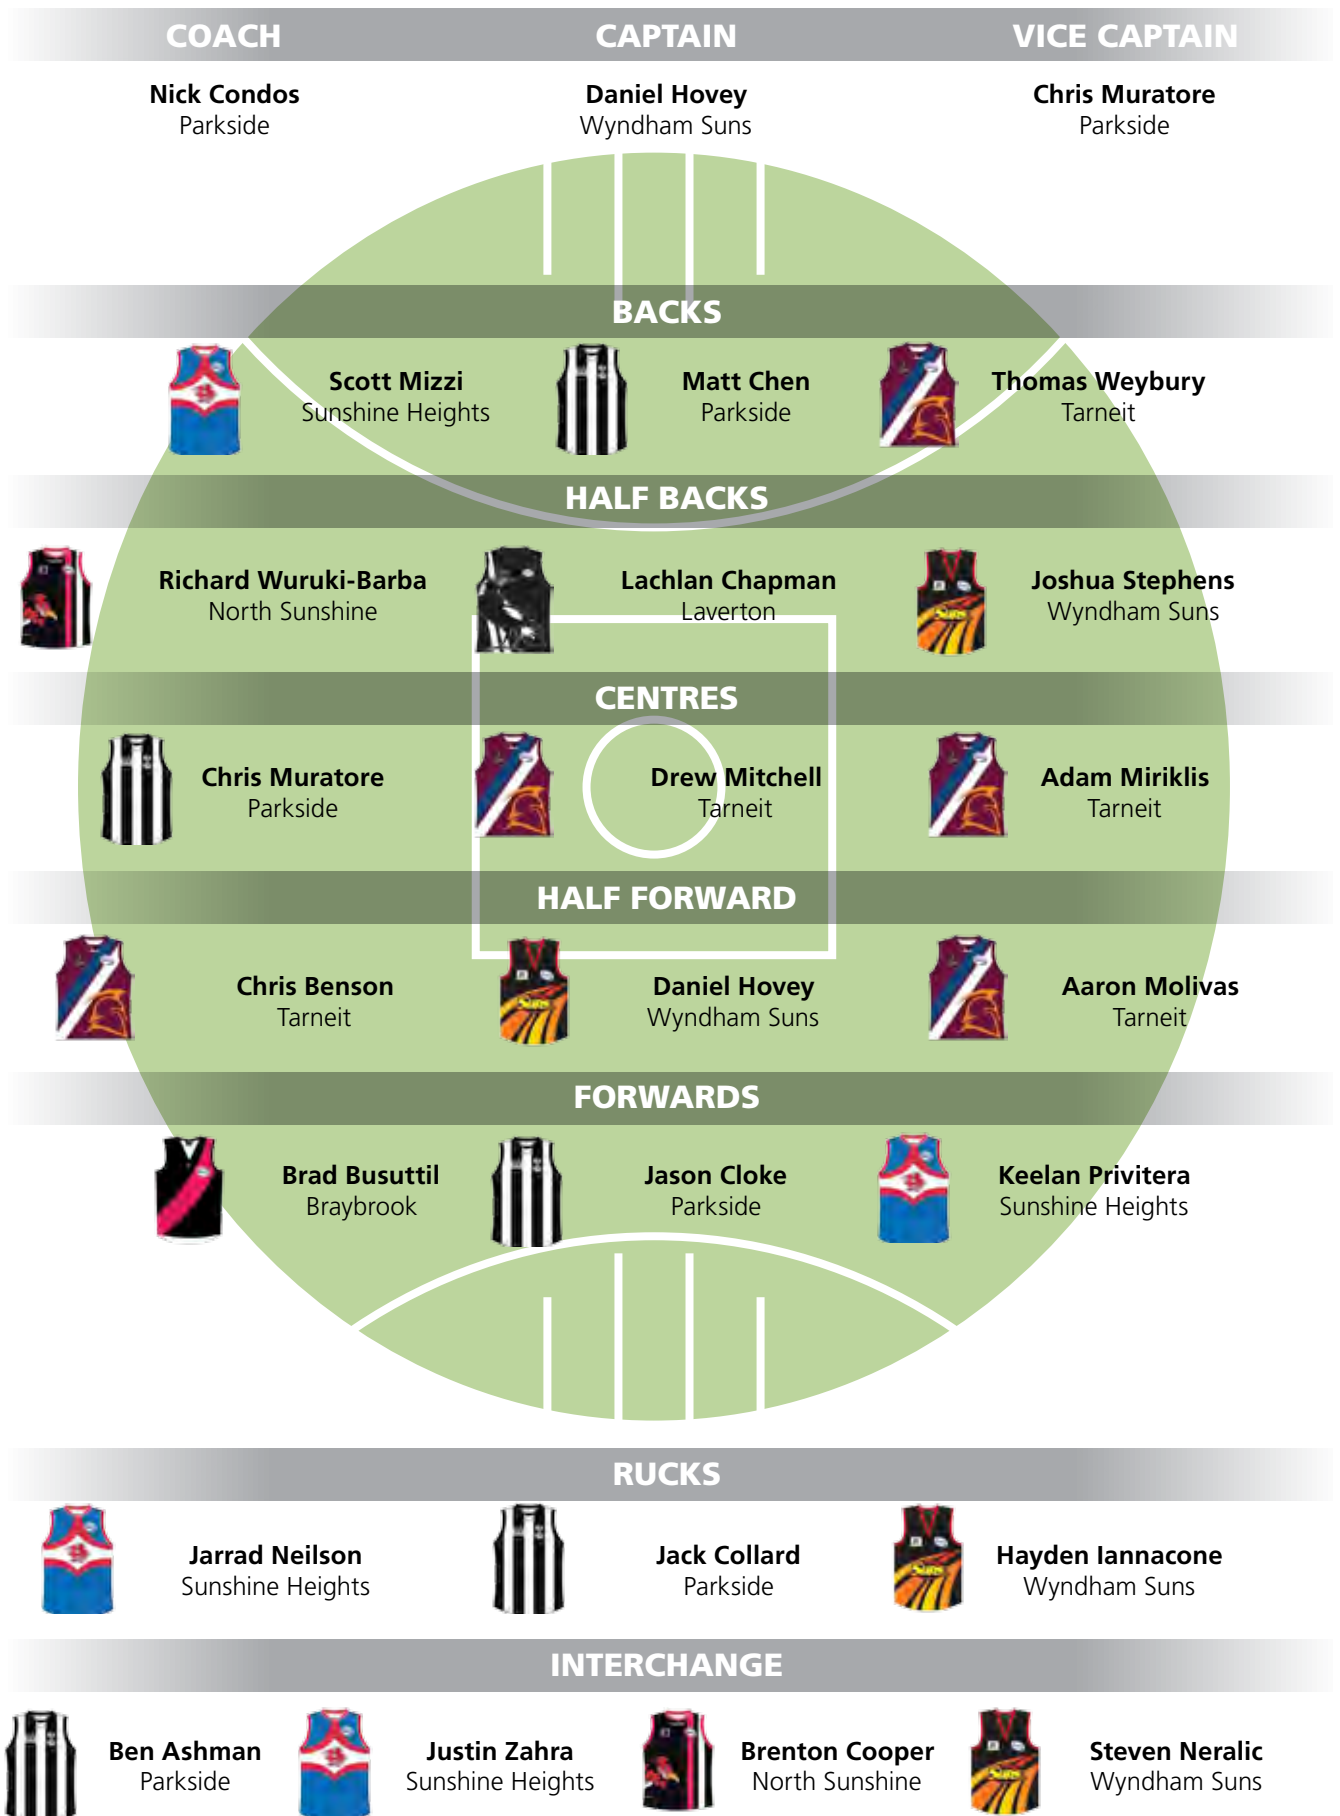 COACH CAPTAIN VICE CAPTAIN
Nick Condos Daniel Hovey Chris Muratore
Parkside Wyndham Suns Parkside
BACKS
Scott Mizzi Matt Chen Thomas Weybury
Sunshine Heights Parkside Tarneit
HALF BACKS
Richard Wuruki-Barba Lachlan Chapman Joshua Stephens
North Sunshine Laverton Wyndham Suns
CENTRES
Chris Muratore Drew Mitchell Adam Miriklis
Parkside Tarneit Tarneit
HALF FORWARD
Chris Benson Daniel Hovey Aaron Molivas
Tarneit Wyndham Suns Tarneit
FORWARDS
Brad Busuttil Jason Cloke Keelan Privitera
Braybrook Parkside Sunshine Heights
RUCKS
Jarrad Neilson Jack Collard Hayden Iannacone
Sunshine Heights Parkside Wyndham Suns
INTERCHANGE
Ben Ashman Justin Zahra Brenton Cooper Steven Neralic
Parkside Sunshine Heights North Sunshine Wyndham Suns